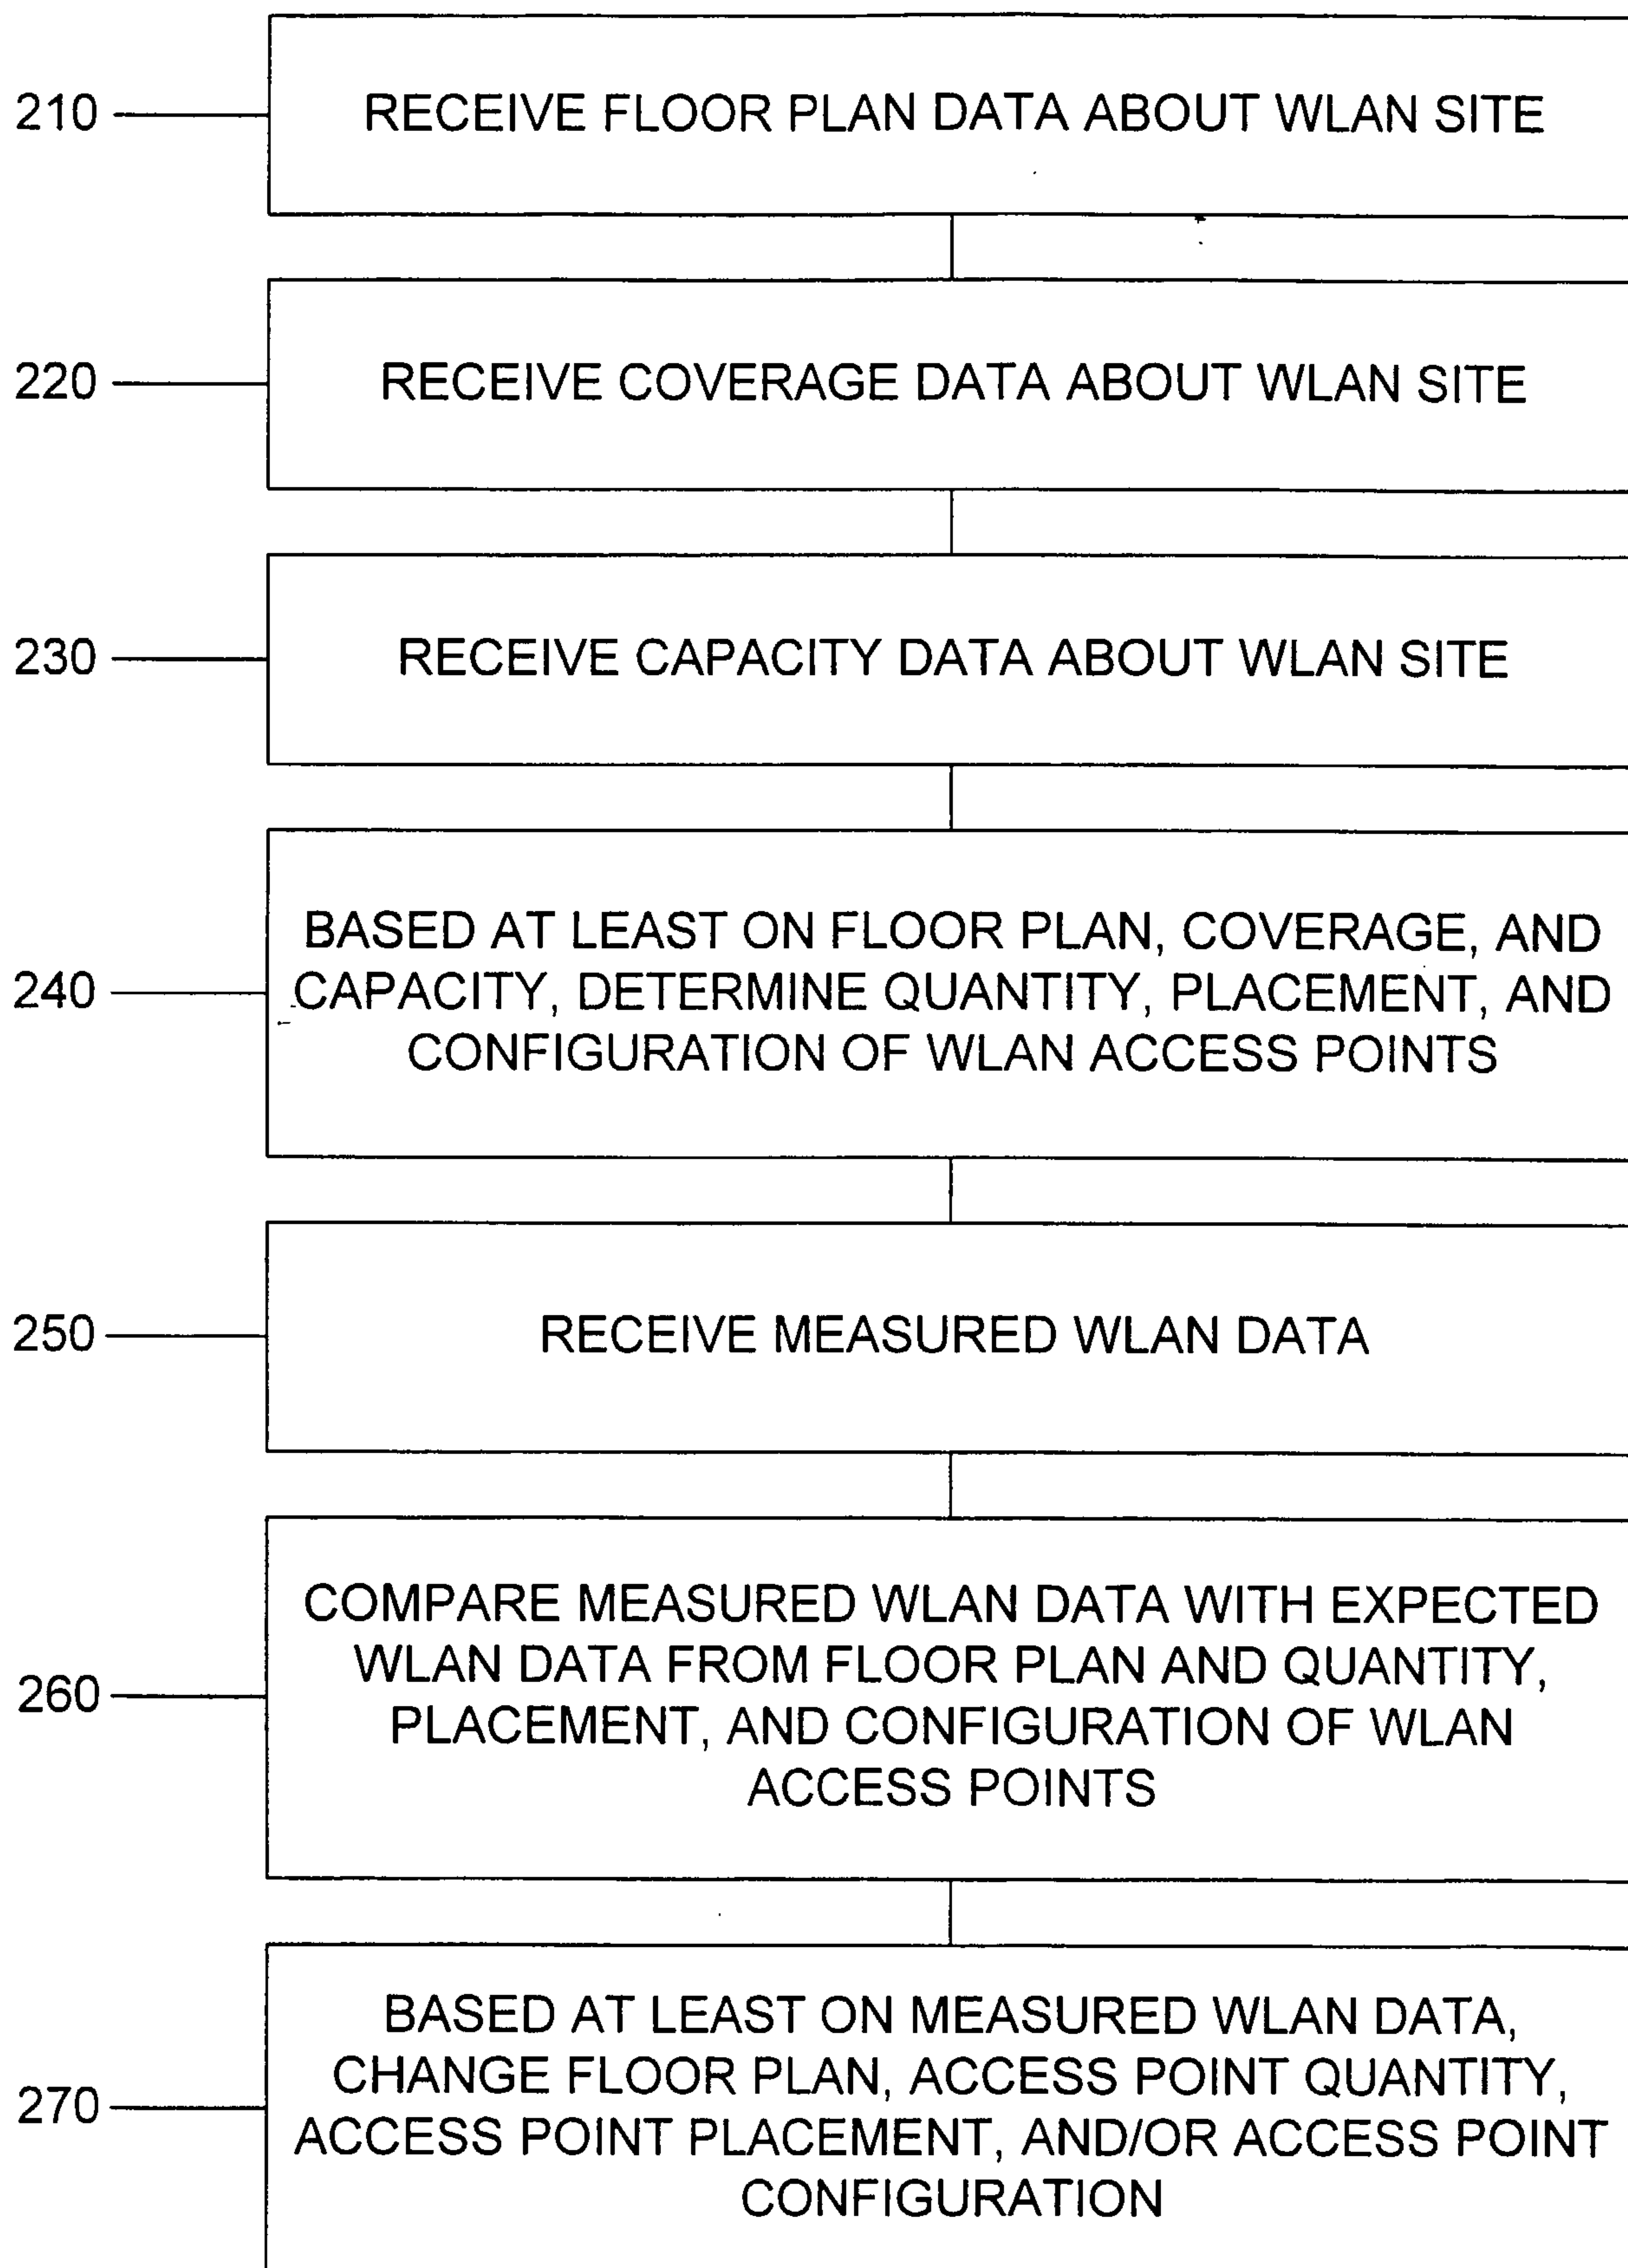 210
RECEIVE FLOOR PLAN DATA ABOUT WLAN SITE
220
RECEIVE COVERAGE DATA ABOUT WLAN SITE
230
RECEIVE CAPACITY DATA ABOUT WLAN SITE
240
BASED AT LEAST ON FLOOR PLAN, COVERAGE, AND
CAPACITY, DETERMINE QUANTITY, PLACEMENT, AND
CONFIGURATION OF WLAN ACCESS POINTS
250
RECEIVE MEASURED WLAN DATA
260
COMPARE MEASURED WLAN DATA WITH EXPECTED
WLAN DATA FROM FLOOR PLAN AND QUANTITY,
PLACEMENT, AND CONFIGURATION OF WLAN
ACCESS POINTS
270
BASED AT LEAST ON MEASURED WLAN DATA,
CHANGE FLOOR PLAN, ACCESS POINT QUANTITY,
ACCESS POINT PLACEMENT, AND/OR ACCESS POINT
CONFIGURATION